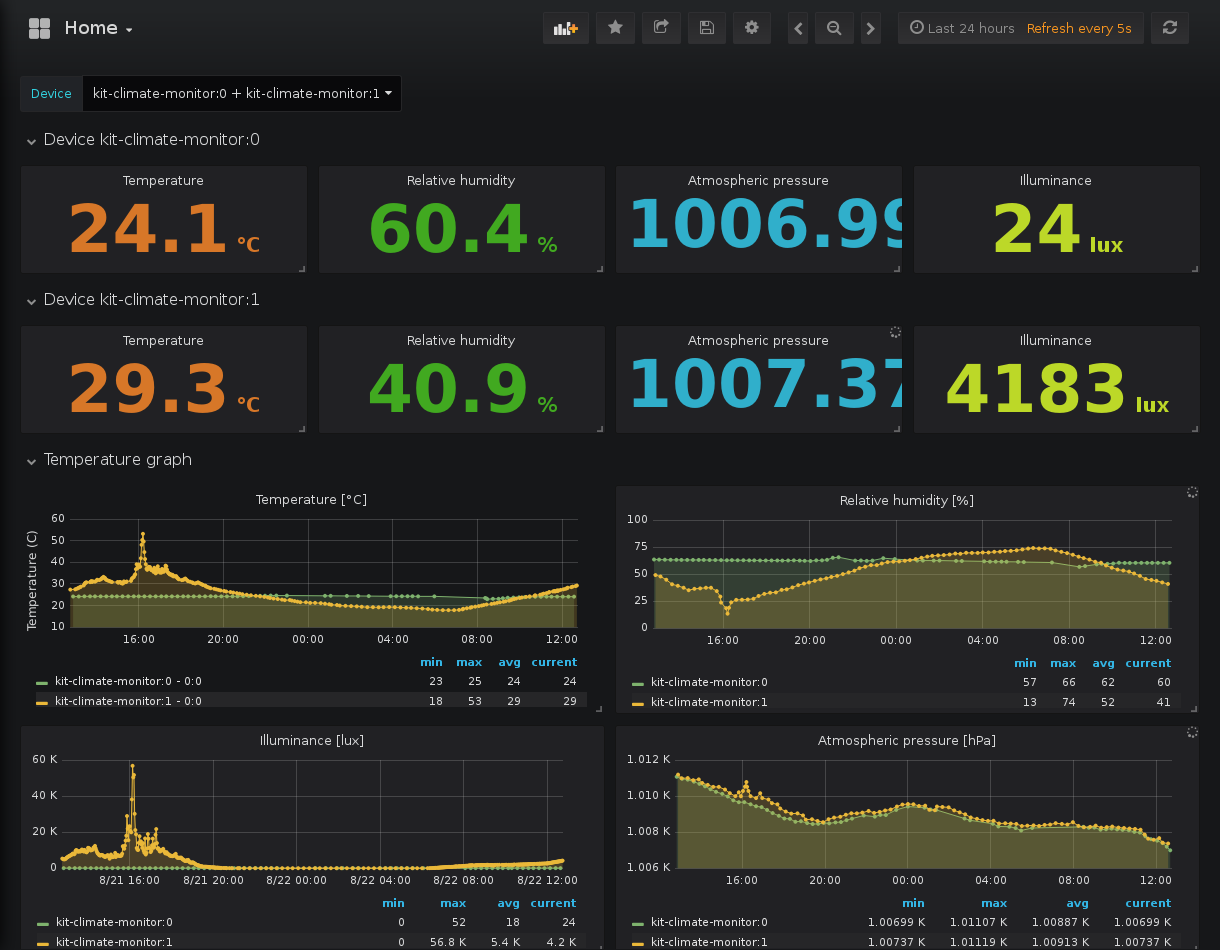 Home
Last 24 hours Refresh every 5s
Device kit-climate-monitor:0 + kit-climate-monitor:1
Device kit-climate-monitor:0
Temperature Relative humidity Atmospheric pressure Illuminance
24.1 °C 60.4 % 1006.99 24 lux
Device kit-climate-monitor:1
Temperature Relative humidity Atmospheric pressure Illuminance
29.3 °C 40.9 % 1007.37 4183 lux
Temperature graph
Temperature [°C]
Temperature (C)
60
50
40
30
20
10
16:00 20:00 00:00 04:00 08:00 12:00
min max avg current
kit-climate-monitor:0 - 0:0 23 25 24 24
kit-climate-monitor:1 - 0:0 18 53 29 29
Relative humidity [%]
100
75
50
25
0
16:00 20:00 00:00 04:00 08:00 12:00
min max avg current
kit-climate-monitor:0 57 66 62 60
kit-climate-monitor:1 13 74 52 41
Illuminance [lux]
60 K
40 K
20 K
0
8/21 16:00 8/21 20:00 8/22 00:00 8/22 04:00 8/22 08:00 8/22 12:00
min max avg current
kit-climate-monitor:0 0 52 18 24
kit-climate-monitor:1 0 56.8 K 5.4 K 4.2 K
Atmospheric pressure [hPa]
1.012 K
1.010 K
1.008 K
1.006 K
16:00 20:00 00:00 04:00 08:00 12:00
min max avg current
kit-climate-monitor:0 1.00699 K 1.01107 K 1.00887 K 1.00699 K
kit-climate-monitor:1 1.00737 K 1.01119 K 1.00913 K 1.00737 K